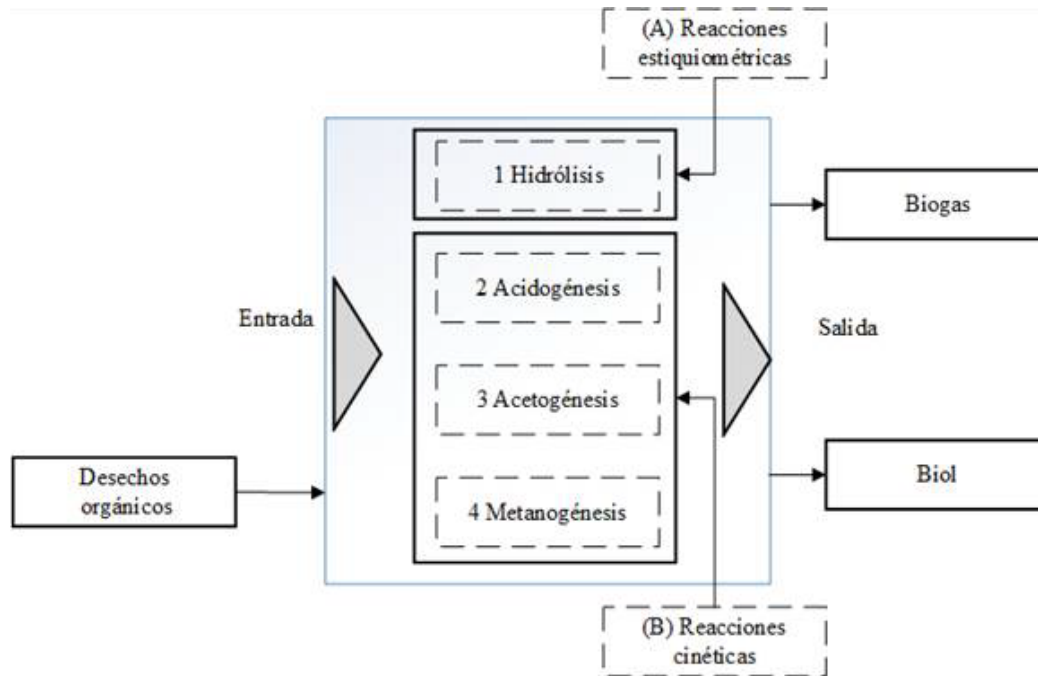 (A) Reacciones
estiquiométricas
1 Hidrólisis
Biogas
2 Acidogénesis
Entrada
Salida
3 Acetogénesis
Desechos
orgánicos
Biol
4 Metanogénesis
(B) Reacciones
cinéticas